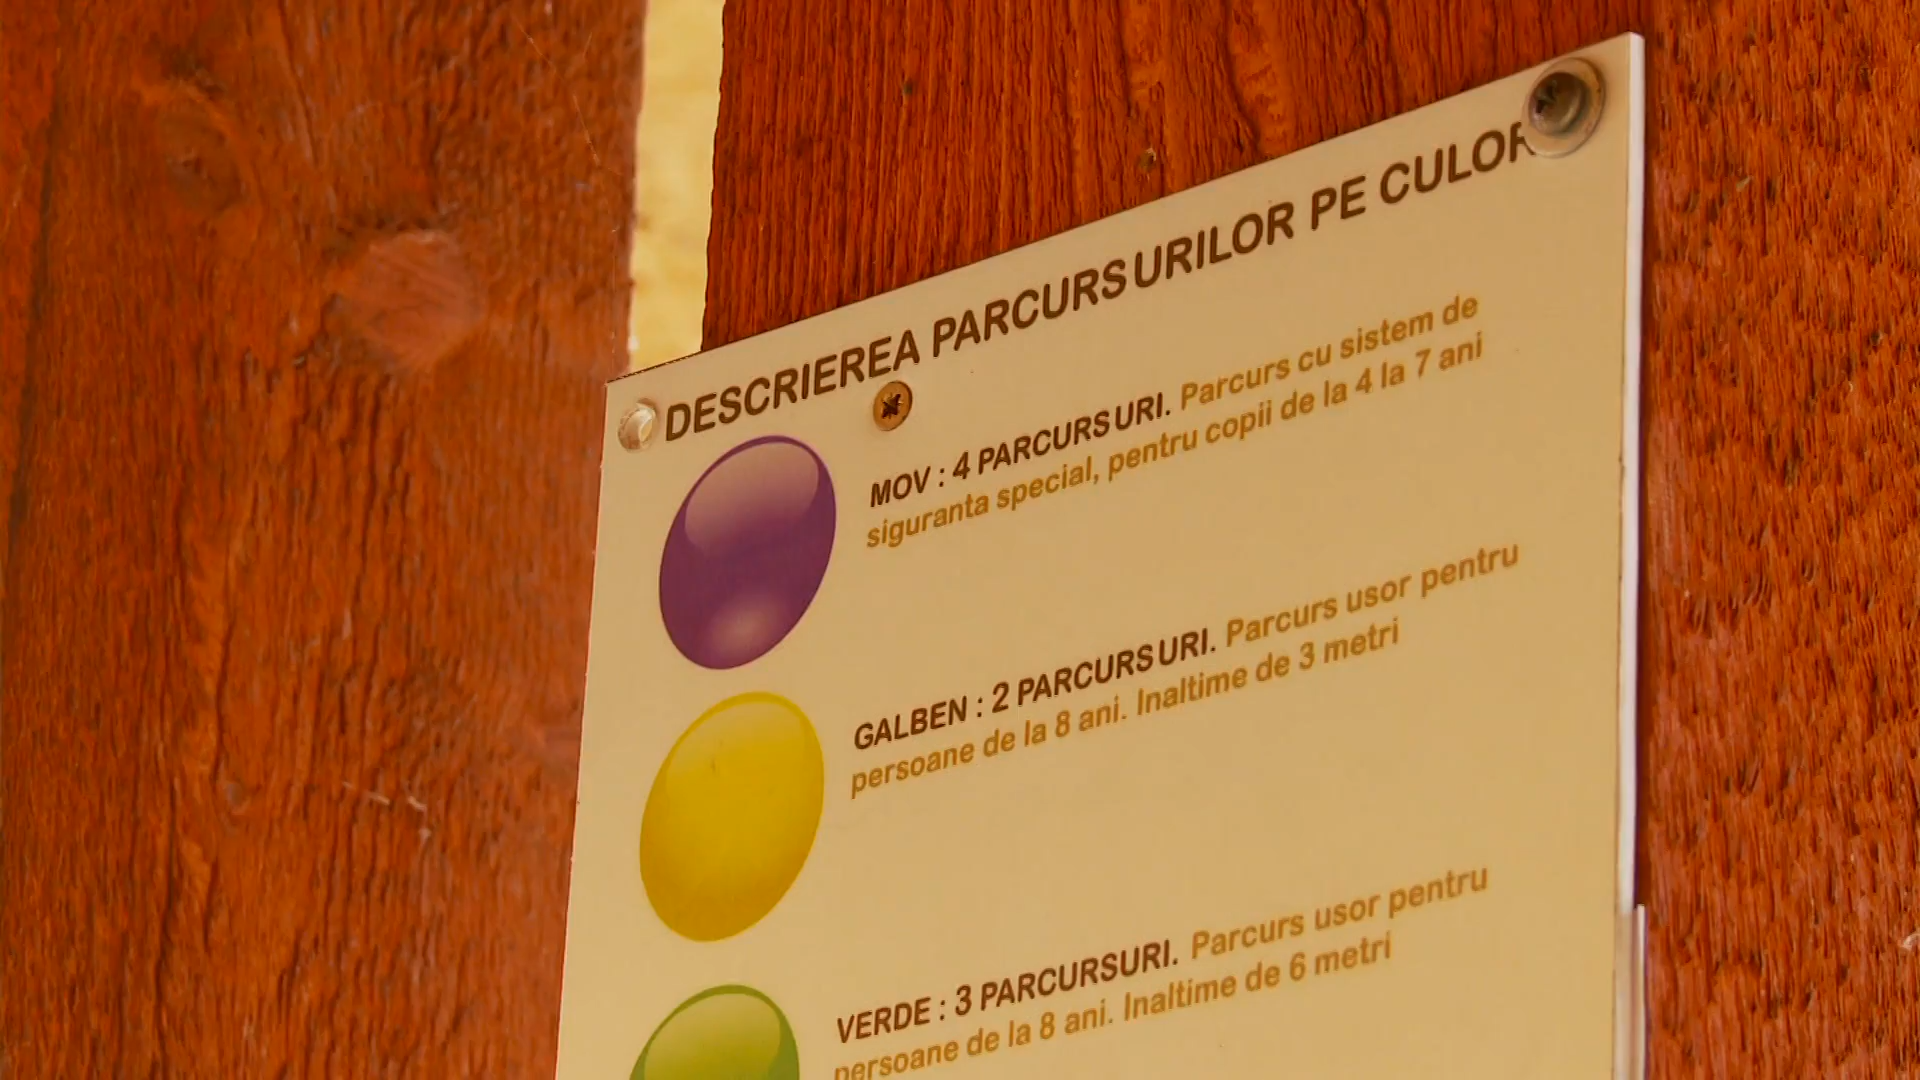 DESCRIEREA PARCURSURILOR PE CULOR
MOV : 4 PARCURSURI. Parcurs cu sistem de
siguranta special, pentru copii de la 4 la 7 ani
GALBEN : 2 PARCURSURI. Parcurs usor pentru
persoane de la 8 ani. Inaltime de 3 metri
VERDE : 3 PARCURSURI. Parcurs usor pentru
persoane de la 8 ani. Inaltime de 6 metri